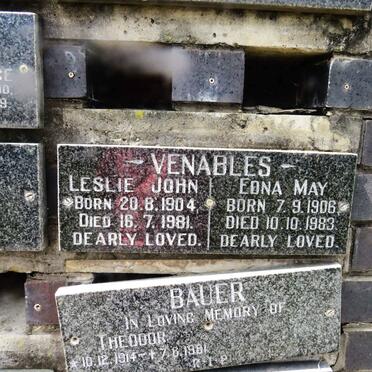 - VENABLES -
LESLIE JOHN
BORN 20.8.1904.
DIED 16.7.1981.
DEARLY LOVED.
EDNA MAY
BORN 7.9.1906.
DIED 10.10.1983.
DEARLY LOVED.
BAUER
IN LOVING MEMORY OF
THEODOR
*10.12.1914 - †7.8.1981
R.I.P.